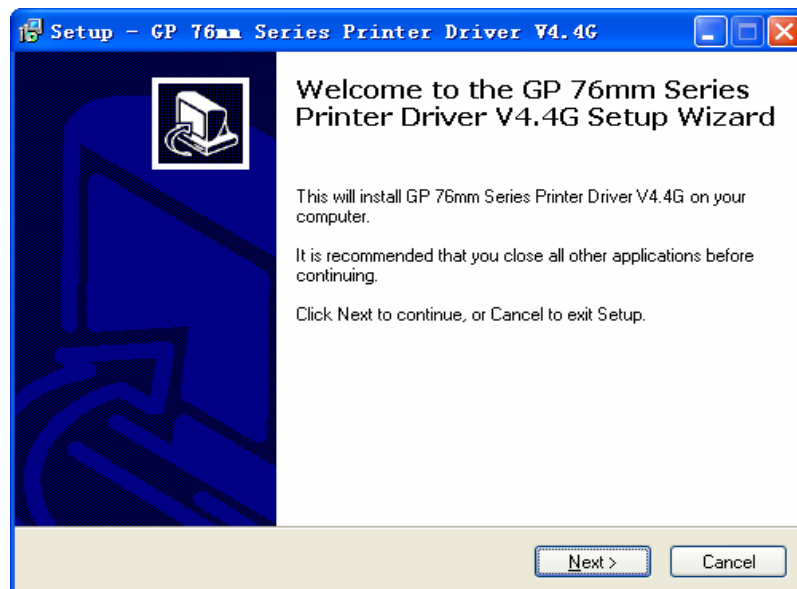 Setup - GP 76mm Series Printer Driver V4.4G
Welcome to the GP 76mm Series
Printer Driver V4.4G Setup Wizard
This will install GP 76mm Series Printer Driver V4.4G on your
computer.
It is recommended that you close all other applications before
continuing.
Click Next to continue, or Cancel to exit Setup.
Next >
Cancel